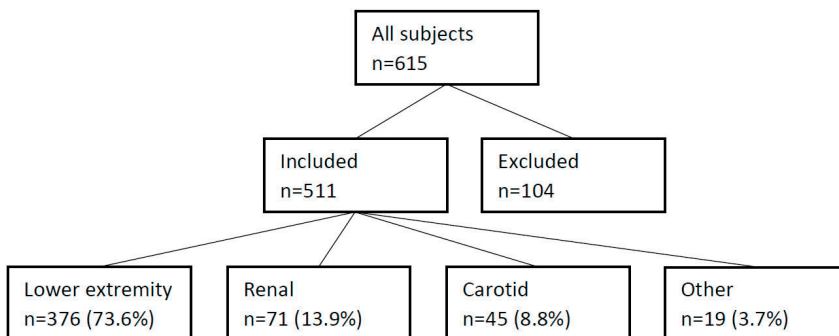 All subjects
n=615
Included
n=511
Excluded
n=104
Lower extremity
n=376 (73.6%)
Renal
n=71 (13.9%)
Carotid
n=45 (8.8%)
Other
n=19 (3.7%)